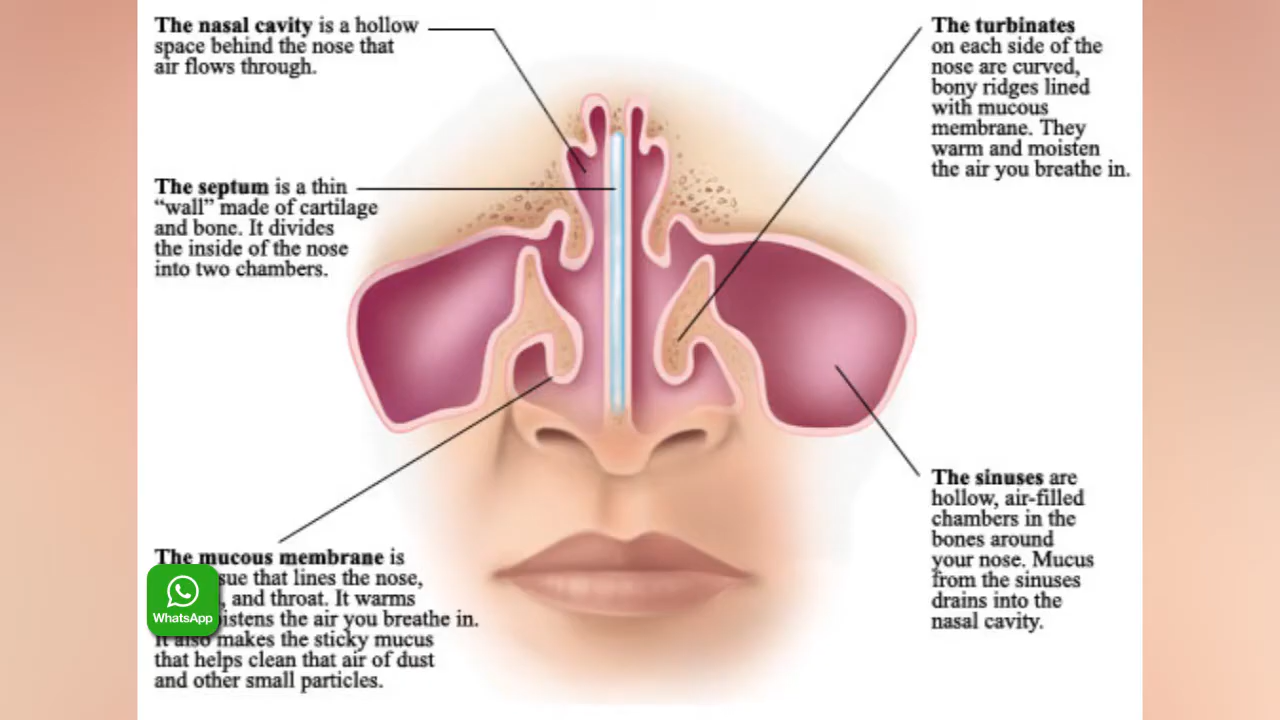 The nasal cavity is a hollow
space behind the nose that
air flows through.
The septum is a thin
“wall” made of cartilage
and bone. It divides
the inside of the nose
into two chambers.
The mucous membrane is
that lines the nose,
, and throat. It warms
the air you breathe in.
It also makes the sticky mucus
that helps clean that air of dust
and other small particles.
WhatsApp
The turbinates
on each side of the
nose are curved,
bony ridges lined
with mucous
membrane. They
warm and moisten
the air you breathe in.
The sinuses are
hollow, air-filled
chambers in the
bones around
your nose. Mucus
from the sinuses
drains into the
nasal cavity.